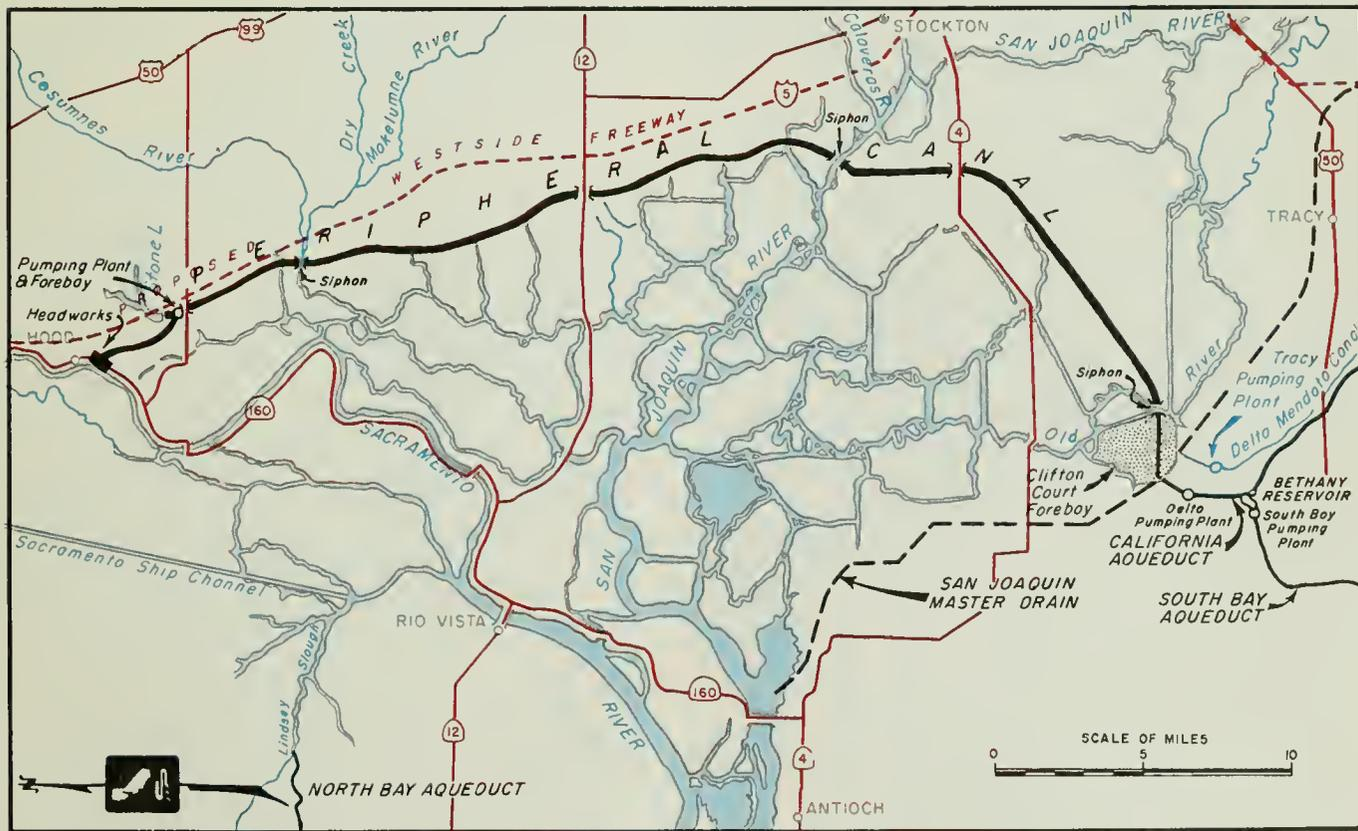 99
50
Cosumnes
River
Dry Creek
Mokelumne River
12
WESTSIDE FREEWAY
PROPOSED
5
Calaveras R
STOCKTON
SAN JOAQUIN RIVER
Siphon
4
50
TRACY
PERIPHERAL CANAL
Stone L
Pumping Plant
& Forebay
Headworks
HOOD
Siphon
160
SACRAMENTO
RIVER
SAN JOAQUIN RIVER
Siphon
Old River
Tracy
Pumping
Plant
Delta Mendota Canal
Clifton
Court
Forebay
Delta
Pumping Plant
BETHANY
RESERVOIR
South Bay
Pumping
Plant
CALIFORNIA
AQUEDUCT
SOUTH BAY
AQUEDUCT
SAN JOAQUIN
MASTER DRAIN
Sacramento Ship Channel
RIO VISTA
Lindsey Slough
12
160
4
ANTIOCH
NORTH BAY AQUEDUCT
N
SCALE OF MILES
0 5 10